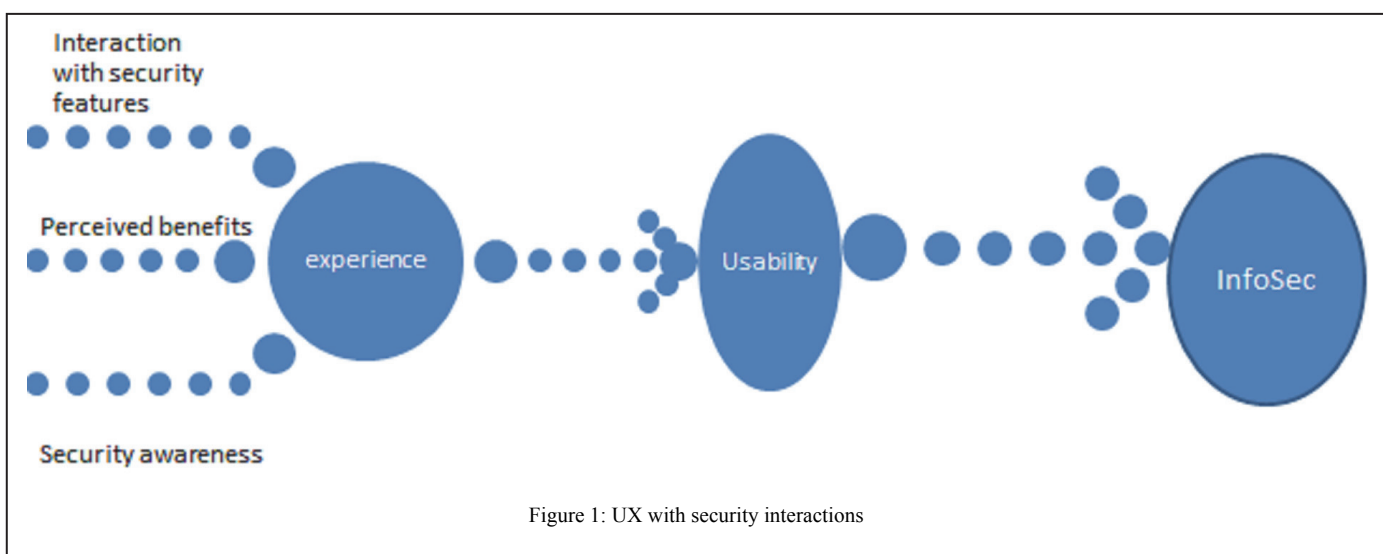 Interaction
with security
features
Perceived benefits
experience
Usability
InfoSec
Security awareness
Figure 1: UX with security interactions